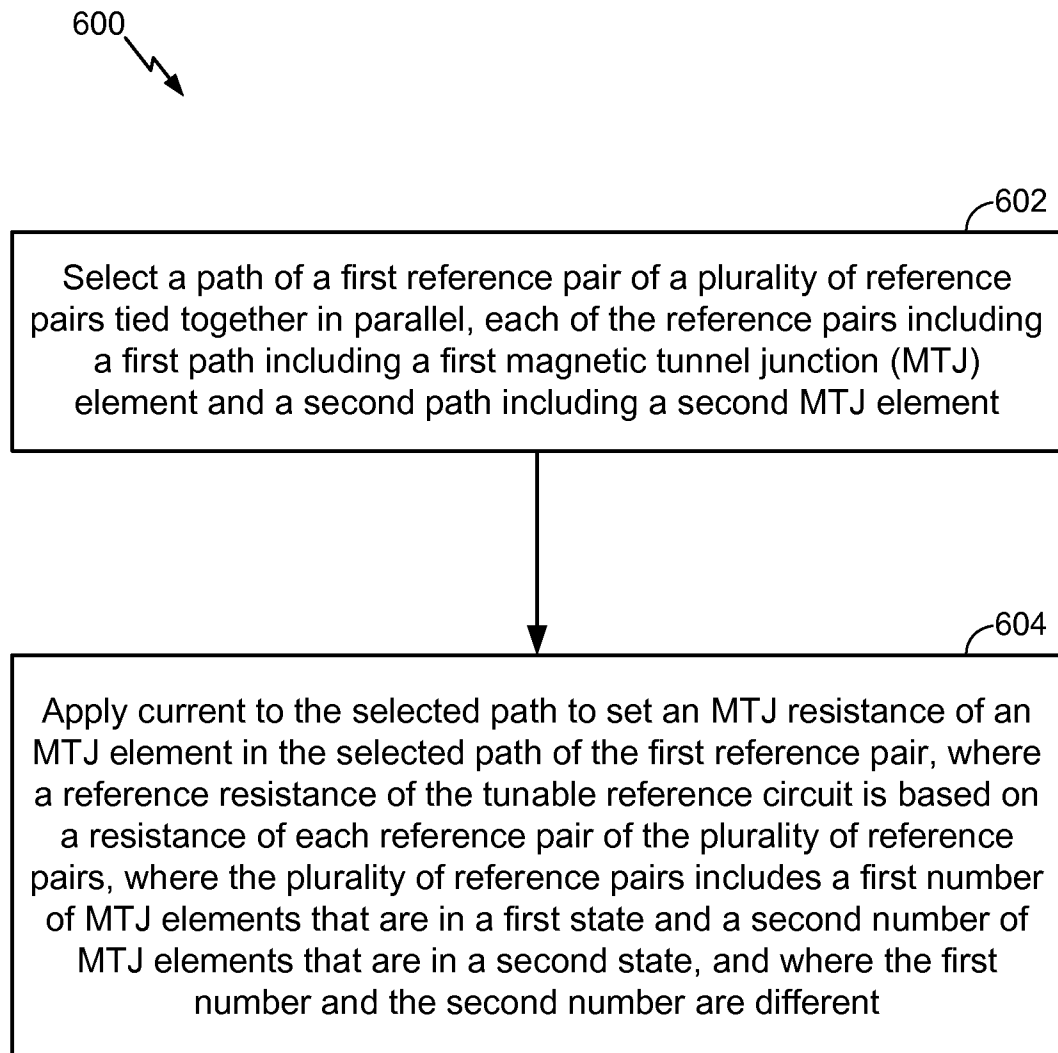 600
602
Select a path of a first reference pair of a plurality of reference
pairs tied together in parallel, each of the reference pairs including
a first path including a first magnetic tunnel junction (MTJ)
element and a second path including a second MTJ element
604
Apply current to the selected path to set an MTJ resistance of an
MTJ element in the selected path of the first reference pair, where
a reference resistance of the tunable reference circuit is based on
a resistance of each reference pair of the plurality of reference
pairs, where the plurality of reference pairs includes a first number
of MTJ elements that are in a first state and a second number of
MTJ elements that are in a second state, and where the first
number and the second number are different